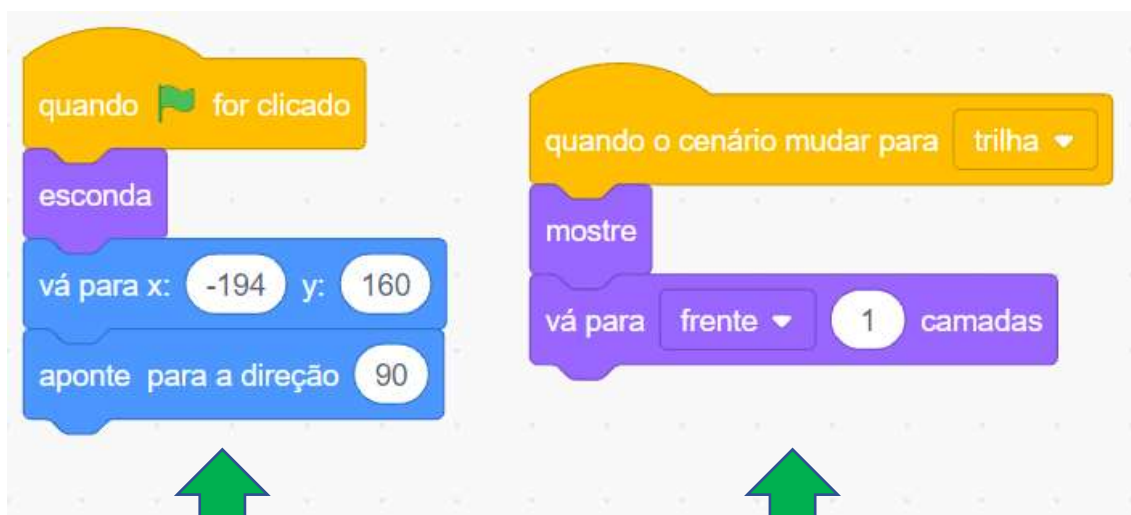 quando for clicado
esconda
vá para x: -194 y: 160
aponte para a direção 90
quando o cenário mudar para trilha
mostre
vá para frente 1 camadas